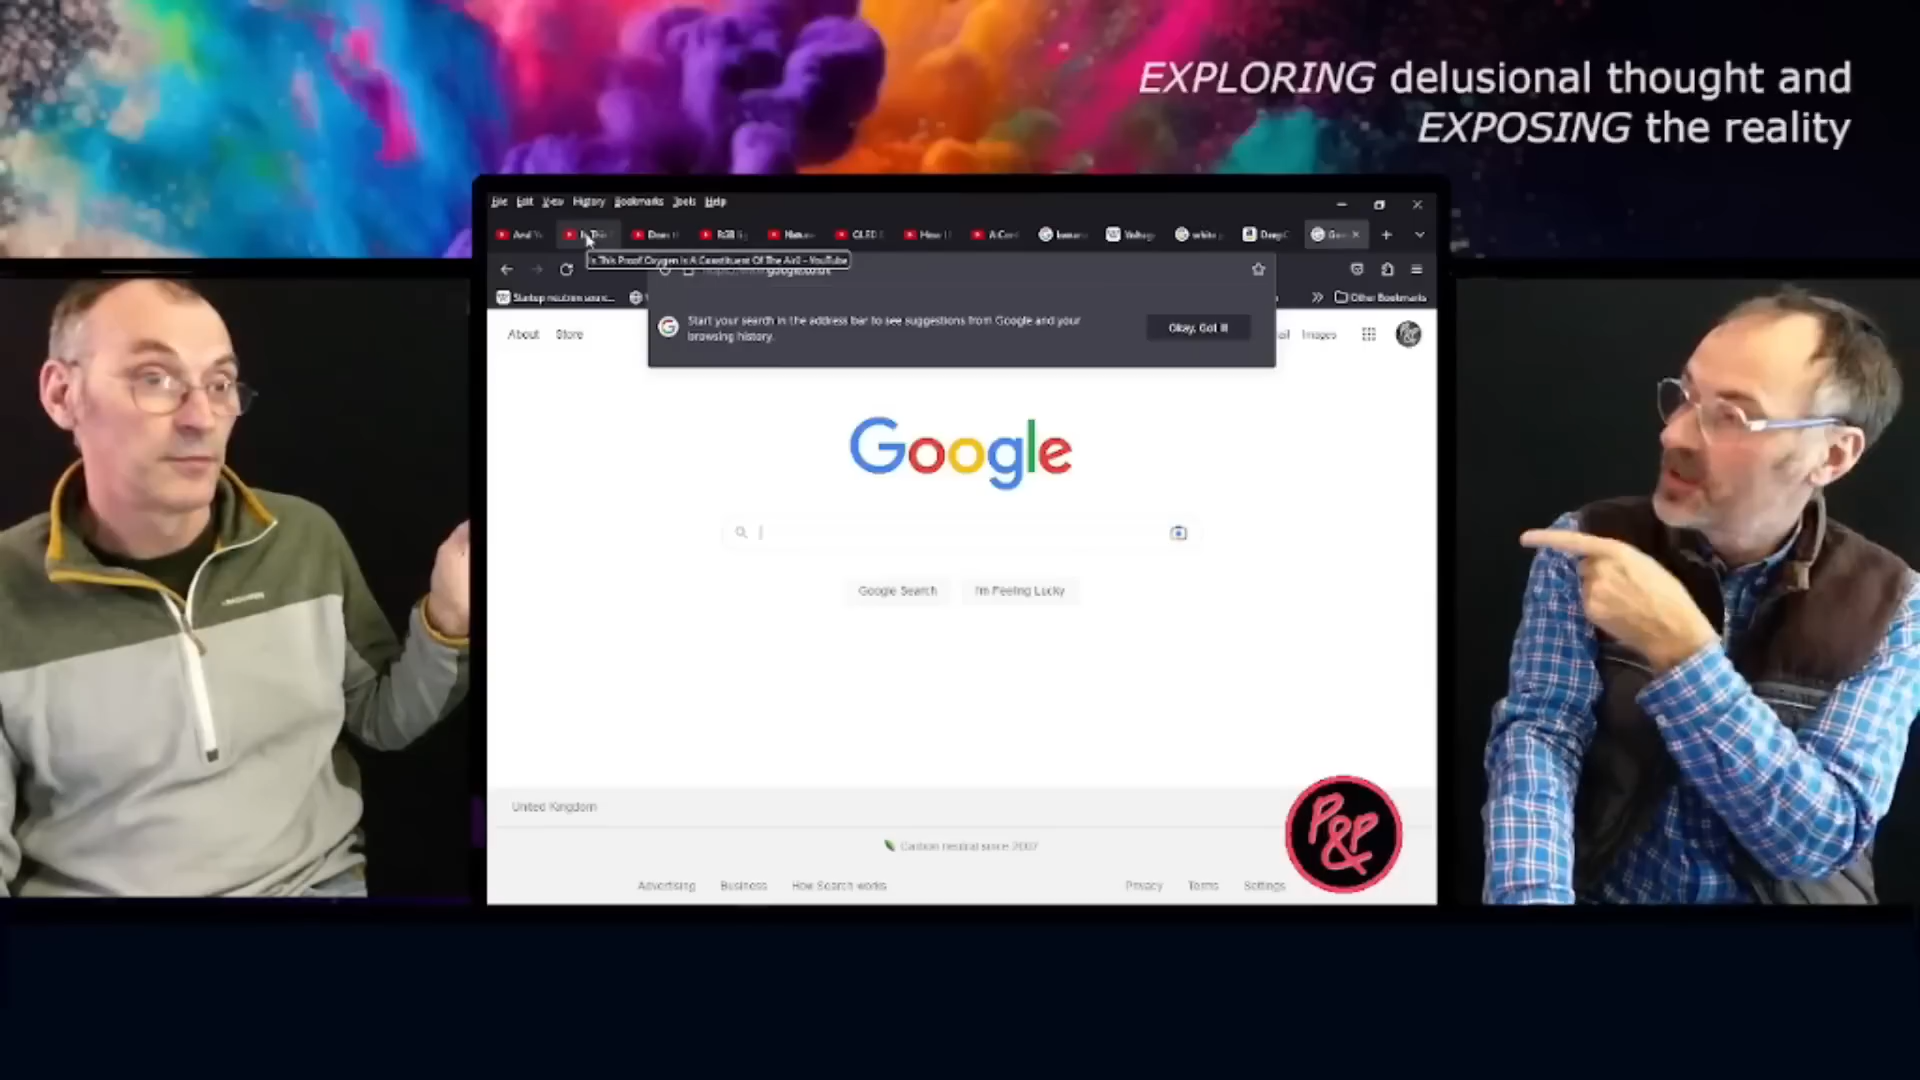 EXPLORING delusional thought and
EXPOSING the reality
File Edit View History Bookmarks Tools Help
Is This Proof Oxygen Is A Constituent Of The Air? - YouTube
Other Bookmarks
Start your search in the address bar to see suggestions from Google and your
browsing history.
Okay, Got It
About Store
Images
Google
Google Search I'm Feeling Lucky
United Kingdom
P&P
Carbon neutral since 2007
Advertising Business How Search works Privacy Terms Settings